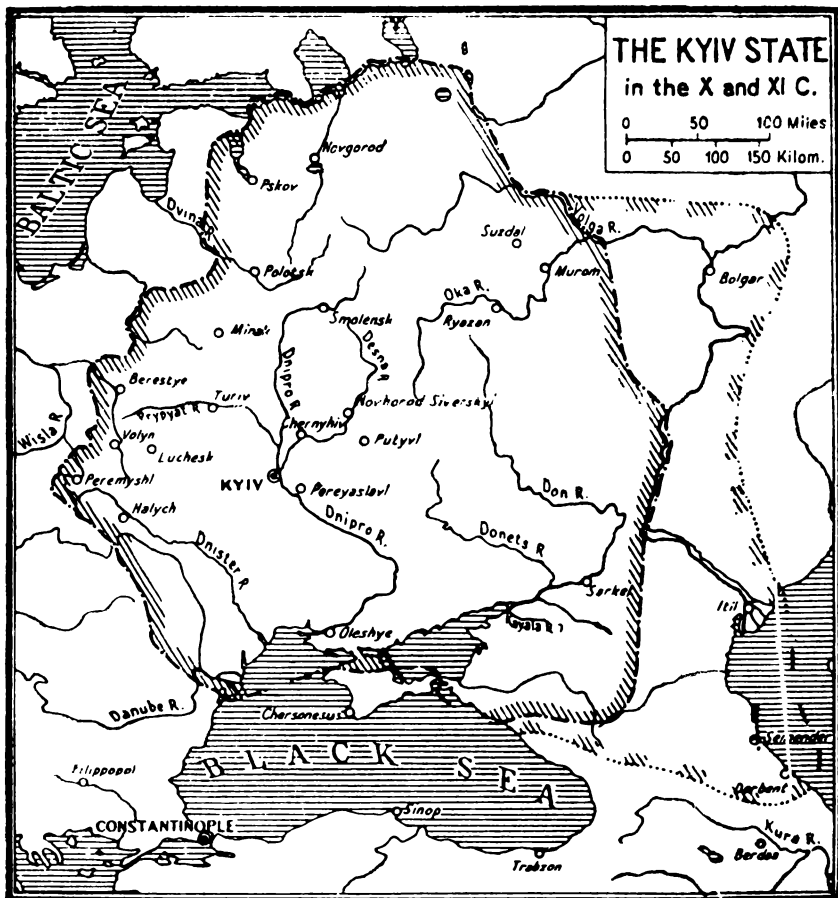 THE KYIV STATE
in the X and XI C.
0 50 100 Miles
0 50 100 150 Kilom.
BALTIC SEA
Novgorod
Pskov
Dvina R.
Volga R.
Suzdal
Murom
Bolgar
Polotsk
Oka R.
Ryazan
Smolensk
Minsk
Desna R
Dnipro R.
Berestye
Turiv
Prypyat R
Novhorod Siverskyi
Chernyhiv
Wisla R.
Volyn
Luchesk
Putyvl
KYIV
Peremyshl
Pereyaslavl
Halych
Don R.
Dnipro R.
Donets R
Dnister R
Sarkel
Itil
Oleshye
Kayala R ?
Danube R.
Chersonesus
BLACK SEA
Semender
Filippopol
Derbent
Sinop
CONSTANTINOPLE
Kura R.
Trabzon
Berdaa